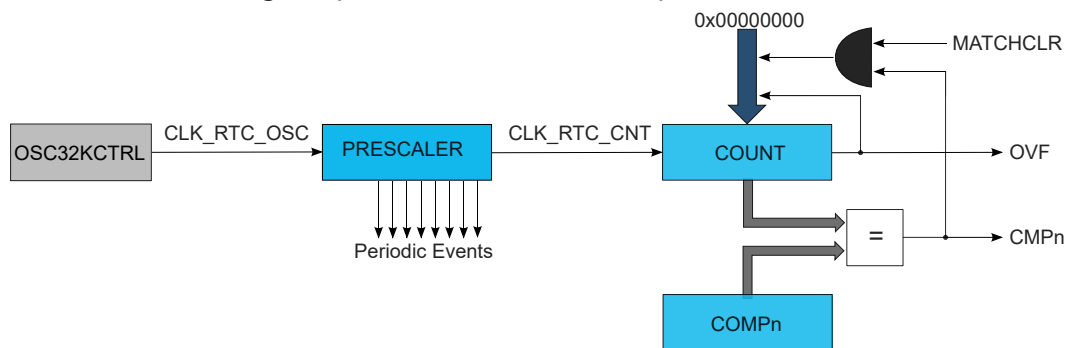 0x00000000
MATCHCLR
OSC32KCTRL
CLK_RTC_OSC
PRESCALER
CLK_RTC_CNT
COUNT
OVF
Periodic Events
=
CMPn
COMPn